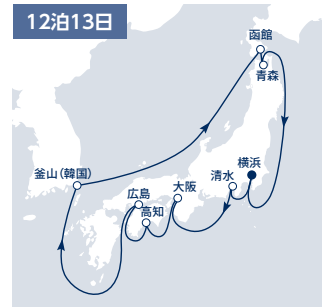 12泊13日
函館
青森
釜山(韓国)
横浜
清水
大阪
広島
高知